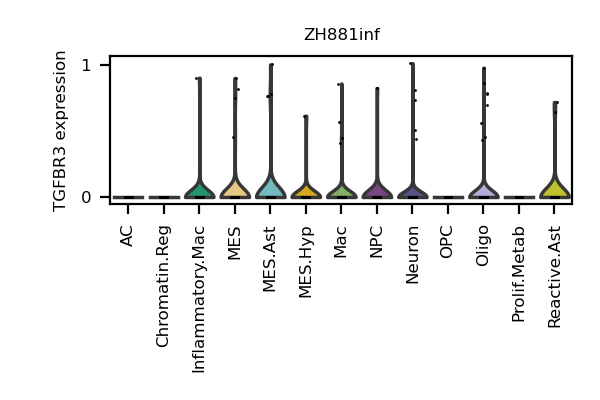 ZH881inf
TGFBR3 expression
1
0
AC
Chromatin.Reg
Inflammatory.Mac
MES
MES.Ast
MES.Hyp
Mac
NPC
Neuron
OPC
Oligo
Prolif.Metab
Reactive.Ast